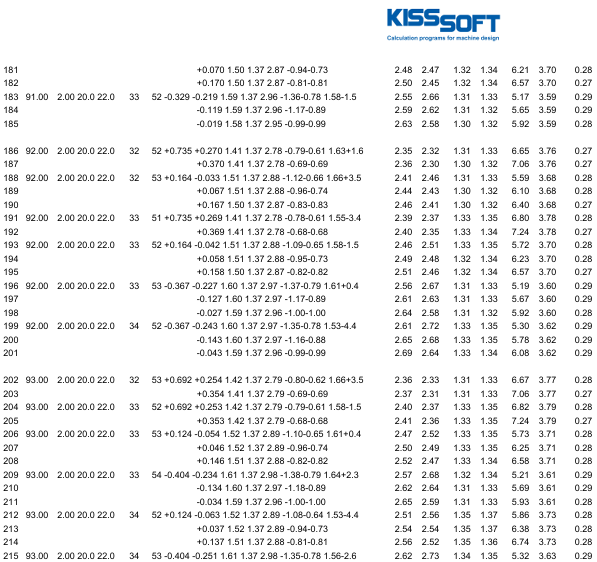 KISSSOFT
Calculation programs for machine design
181 +0.070 1.50 1.37 2.87 -0.94-0.73 2.48 2.47 1.32 1.34 6.21 3.70 0.28
182 +0.170 1.50 1.37 2.87 -0.81-0.81 2.50 2.45 1.32 1.34 6.57 3.70 0.27
183 91.00 2.00 20.0 22.0 33 52 -0.329 -0.219 1.59 1.37 2.96 -1.36-0.78 1.58-1.5 2.55 2.66 1.31 1.33 5.17 3.59 0.29
184 -0.119 1.59 1.37 2.96 -1.17-0.89 2.59 2.62 1.31 1.32 5.65 3.59 0.29
185 -0.019 1.58 1.37 2.95 -0.99-0.99 2.63 2.58 1.30 1.32 5.92 3.59 0.28
186 92.00 2.00 20.0 22.0 32 52 +0.735 +0.270 1.41 1.37 2.78 -0.79-0.61 1.63+1.6 2.35 2.32 1.31 1.33 6.65 3.76 0.27
187 +0.370 1.41 1.37 2.78 -0.69-0.69 2.36 2.30 1.30 1.32 7.06 3.76 0.27
188 92.00 2.00 20.0 22.0 32 53 +0.164 -0.033 1.51 1.37 2.88 -1.12-0.66 1.66+3.5 2.41 2.46 1.31 1.33 5.59 3.68 0.28
189 +0.067 1.51 1.37 2.88 -0.96-0.74 2.44 2.43 1.30 1.32 6.10 3.68 0.28
190 +0.167 1.50 1.37 2.87 -0.83-0.83 2.46 2.41 1.30 1.32 6.40 3.68 0.27
191 92.00 2.00 20.0 22.0 33 51 +0.735 +0.269 1.41 1.37 2.78 -0.78-0.61 1.55-3.4 2.39 2.37 1.33 1.35 6.80 3.78 0.28
192 +0.369 1.41 1.37 2.78 -0.68-0.68 2.40 2.35 1.33 1.34 7.24 3.78 0.27
193 92.00 2.00 20.0 22.0 33 52 +0.164 -0.042 1.51 1.37 2.88 -1.09-0.65 1.58-1.5 2.46 2.51 1.33 1.35 5.72 3.70 0.28
194 +0.058 1.51 1.37 2.88 -0.95-0.73 2.49 2.48 1.32 1.34 6.23 3.70 0.28
195 +0.158 1.50 1.37 2.87 -0.82-0.82 2.51 2.46 1.32 1.34 6.57 3.70 0.27
196 92.00 2.00 20.0 22.0 33 53 -0.367 -0.227 1.60 1.37 2.97 -1.37-0.79 1.61+0.4 2.56 2.67 1.31 1.33 5.19 3.60 0.29
197 -0.127 1.60 1.37 2.97 -1.17-0.89 2.61 2.63 1.31 1.33 5.67 3.60 0.29
198 -0.027 1.59 1.37 2.96 -1.00-1.00 2.64 2.58 1.31 1.32 5.92 3.60 0.28
199 92.00 2.00 20.0 22.0 34 52 -0.367 -0.243 1.60 1.37 2.97 -1.35-0.78 1.53-4.4 2.61 2.72 1.33 1.35 5.30 3.62 0.29
200 -0.143 1.60 1.37 2.97 -1.16-0.88 2.65 2.68 1.33 1.35 5.78 3.62 0.29
201 -0.043 1.59 1.37 2.96 -0.99-0.99 2.69 2.64 1.33 1.34 6.08 3.62 0.29
202 93.00 2.00 20.0 22.0 32 53 +0.692 +0.254 1.42 1.37 2.79 -0.80-0.62 1.66+3.5 2.36 2.33 1.31 1.33 6.67 3.77 0.28
203 +0.354 1.41 1.37 2.79 -0.69-0.69 2.37 2.31 1.31 1.33 7.06 3.77 0.27
204 93.00 2.00 20.0 22.0 33 52 +0.692 +0.253 1.42 1.37 2.79 -0.79-0.61 1.58-1.5 2.40 2.37 1.33 1.35 6.82 3.79 0.28
205 +0.353 1.42 1.37 2.79 -0.68-0.68 2.41 2.36 1.33 1.34 7.24 3.79 0.27
206 93.00 2.00 20.0 22.0 33 53 +0.124 -0.054 1.52 1.37 2.89 -1.10-0.65 1.61+0.4 2.47 2.52 1.33 1.34 5.73 3.71 0.28
207 +0.046 1.52 1.37 2.89 -0.96-0.74 2.50 2.49 1.33 1.34 6.25 3.71 0.28
208 +0.146 1.51 1.37 2.88 -0.82-0.82 2.52 2.47 1.33 1.34 6.58 3.71 0.28
209 93.00 2.00 20.0 22.0 33 54 -0.404 -0.234 1.61 1.37 2.98 -1.38-0.79 1.64+2.3 2.57 2.68 1.32 1.34 5.21 3.61 0.29
210 -0.134 1.60 1.37 2.97 -1.18-0.89 2.62 2.64 1.31 1.33 5.69 3.61 0.29
211 -0.034 1.59 1.37 2.96 -1.00-1.00 2.65 2.59 1.31 1.33 5.93 3.61 0.28
212 93.00 2.00 20.0 22.0 34 52 +0.124 -0.063 1.52 1.37 2.89 -1.08-0.64 1.53-4.4 2.51 2.56 1.35 1.37 5.86 3.73 0.28
213 +0.037 1.52 1.37 2.89 -0.94-0.73 2.54 2.54 1.35 1.37 6.38 3.73 0.28
214 +0.137 1.51 1.37 2.88 -0.81-0.81 2.56 2.52 1.35 1.36 6.74 3.73 0.28
215 93.00 2.00 20.0 22.0 34 53 -0.404 -0.251 1.61 1.37 2.98 -1.35-0.78 1.56-2.6 2.62 2.73 1.34 1.35 5.32 3.63 0.29